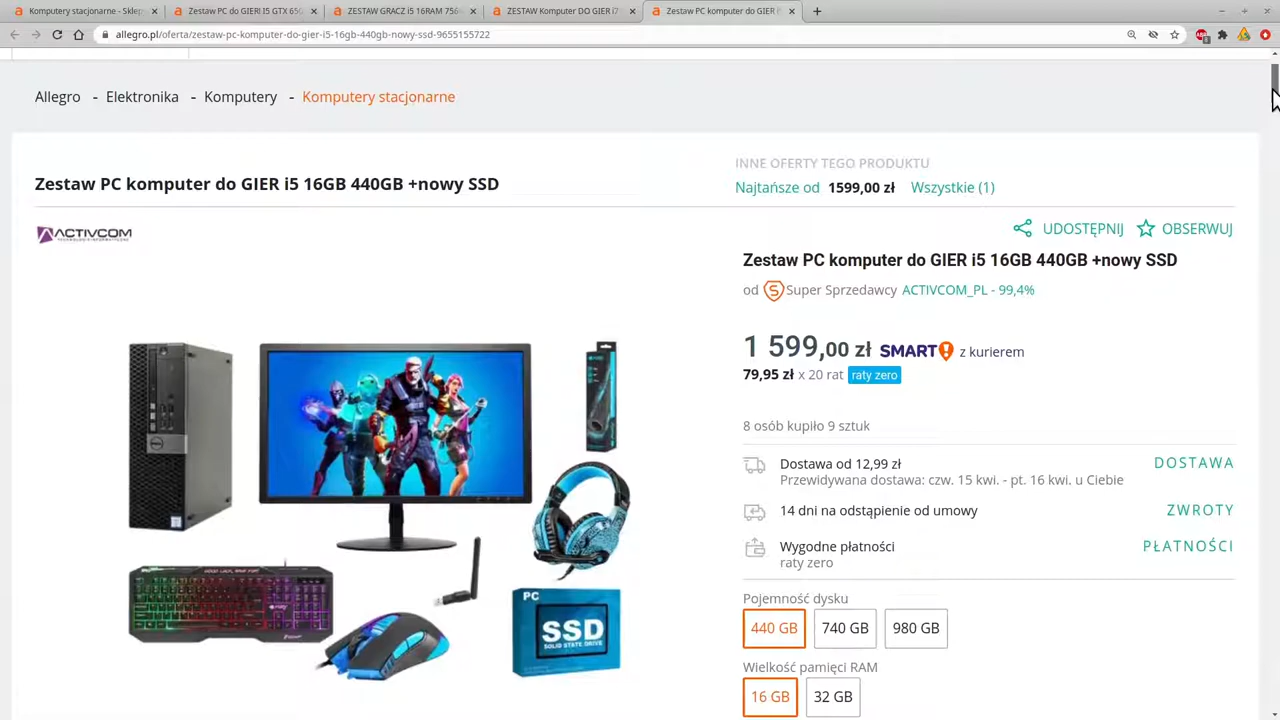 Komputery stacjonarne - Sklep
Zestaw PC do GIERI I5 GTX 650
ZESTAW GRACZ i5 16RAM 756
ZESTAW Komputer DO GIER i7
Zestaw PC komputer do GIER i
allegro.pl/oferta/zestaw-pc-komputer-do-gier-i5-16gb-440gb-nowy-ssd-9655155722
Allegro - Elektronika - Komputery - Komputery stacjonarne
Zestaw PC komputer do GIER i5 16GB 440GB +nowy SSD
ACTIVCOM
INNE OFERTY TEGO PRODUKTU
Najtańsze od 1599,00 zł Wszystkie (1)
UDOSTĘPNIJ OBSERWUJ
Zestaw PC komputer do GIER i5 16GB 440GB +nowy SSD
od Super Sprzedawcy ACTIVCOM_PL - 99,4%
1 599,00 zł SMART! z kurierem
79,95 zł x 20 rat raty zero
8 osób kupiło 9 sztuk
Dostawa od 12,99 zł DOSTAWA
Przewidywana dostawa: czw. 15 kwi. - pt. 16 kwi. u Ciebie
14 dni na odstąpienie od umowy ZWROTY
Wygodne płatności PŁATNOŚCI
raty zero
Pojemność dysku
440 GB 740 GB 980 GB
Wielkość pamięci RAM
16 GB 32 GB
PC
SSD
SOLID STATE DRIVE